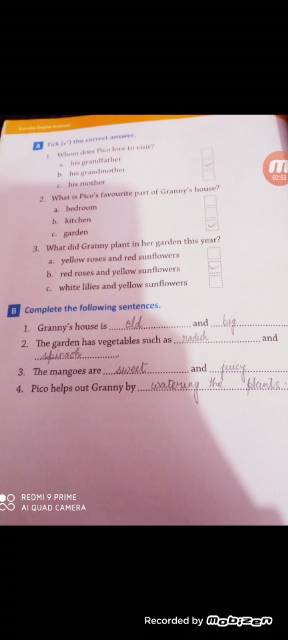 A Tick (✓) the correct answer.
1. Whom does Pico love to visit?
a. his grandfather
b. his grandmother
c. his mother
2. What is Pico's favourite part of Granny's house?
a. bedroom
b. kitchen
c. garden
3. What did Granny plant in her garden this year?
a. yellow roses and red sunflowers
b. red roses and yellow sunflowers
c. white lilies and yellow sunflowers
B Complete the following sentences.
1. Granny's house is old and big
2. The garden has vegetables such as and
spinach
3. The mangoes are sweet and juicy
4. Pico helps out Granny by watering the plants.
02:53
REDMI 9 PRIME
AI QUAD CAMERA
Recorded by mobizen